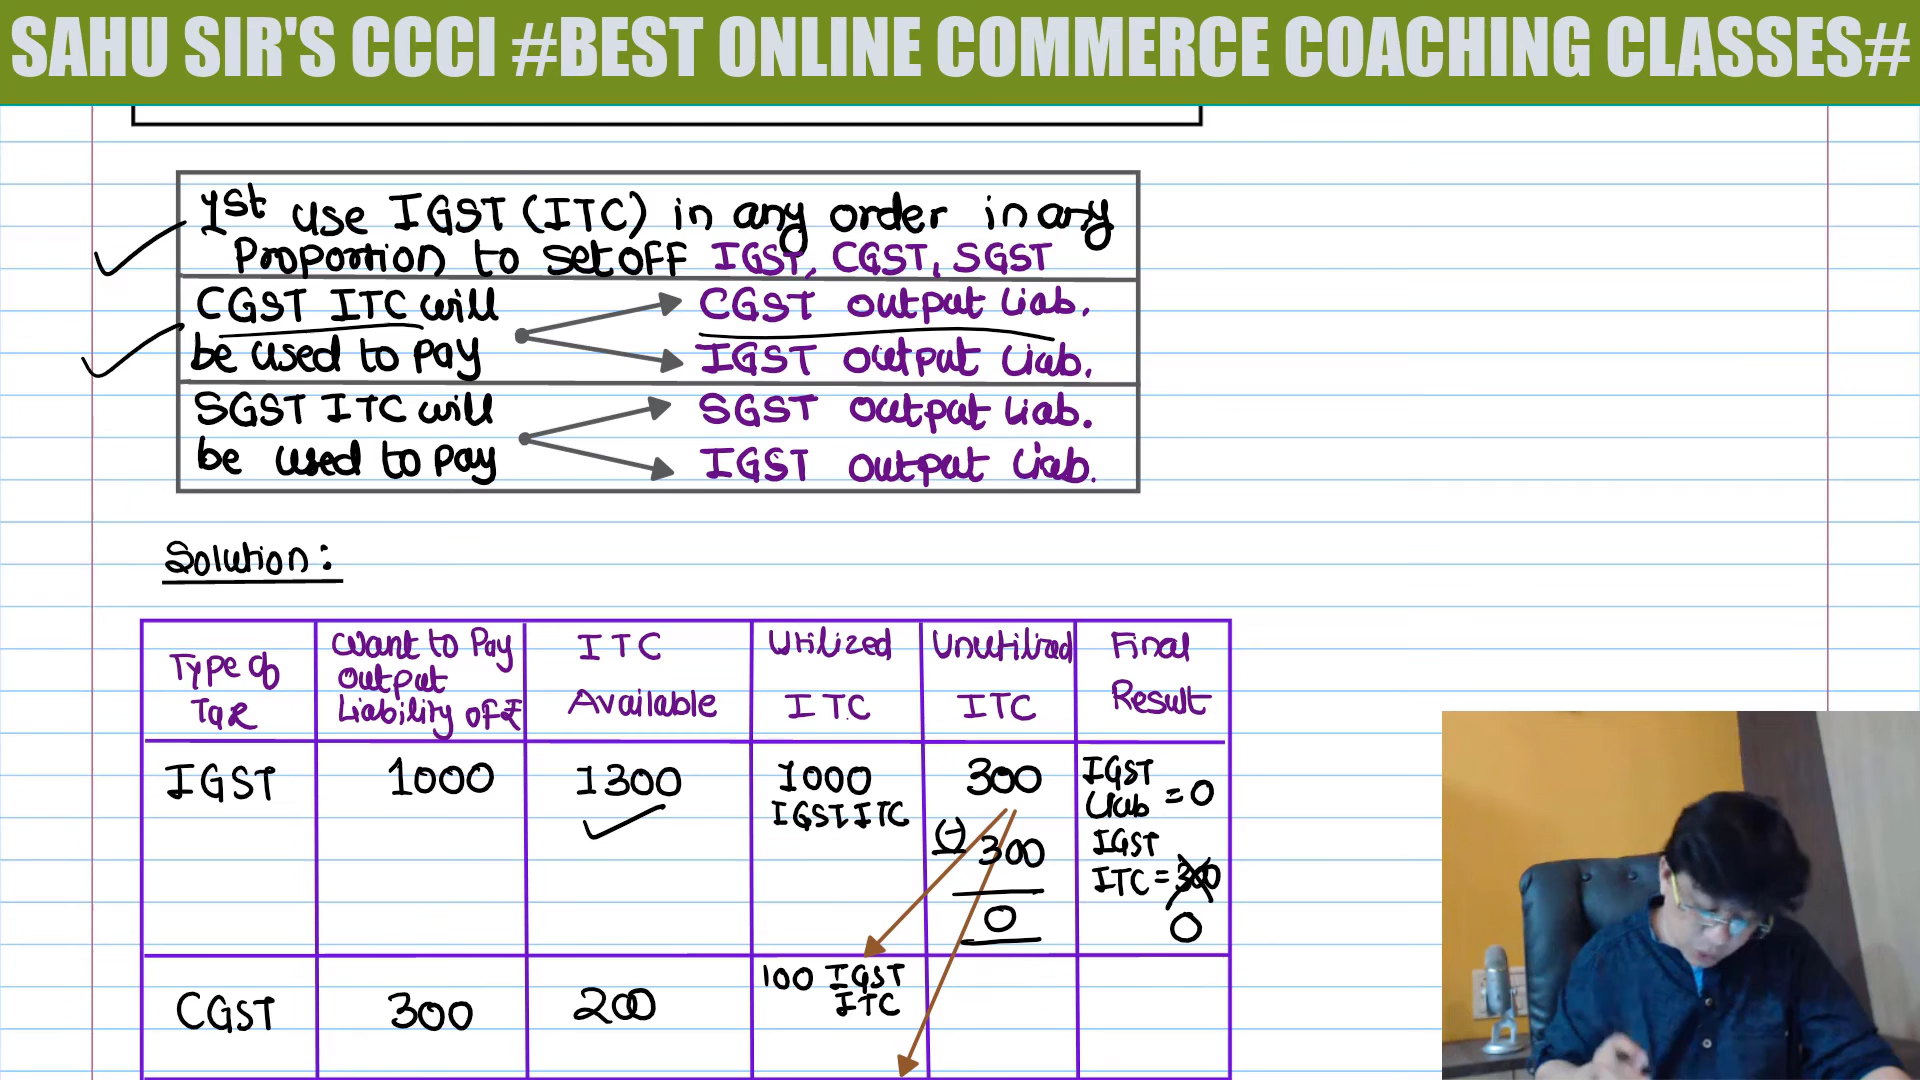 SAHU SIR'S CCCI #BEST ONLINE COMMERCE COACHING CLASSES#
1st use IGST (ITC) in any order in any
Proportion to set off IGST, CGST, SGST
CGST ITC will
be used to pay
CGST output Liab.
IGST output Liab.
SGST ITC will
be used to pay
SGST output Liab.
IGST output Liab.
Solution:
Type of
Tax
Want to Pay
output
Liability of ₹
ITC
Available
Utilized
ITC
Unutilized
ITC
Final
Result
IGST
1000
1300
1000
IGST ITC
300
(-) 300
0
IGST
Liab = 0
IGST
ITC = 300
0
CGST
300
200
100 IGST
ITC